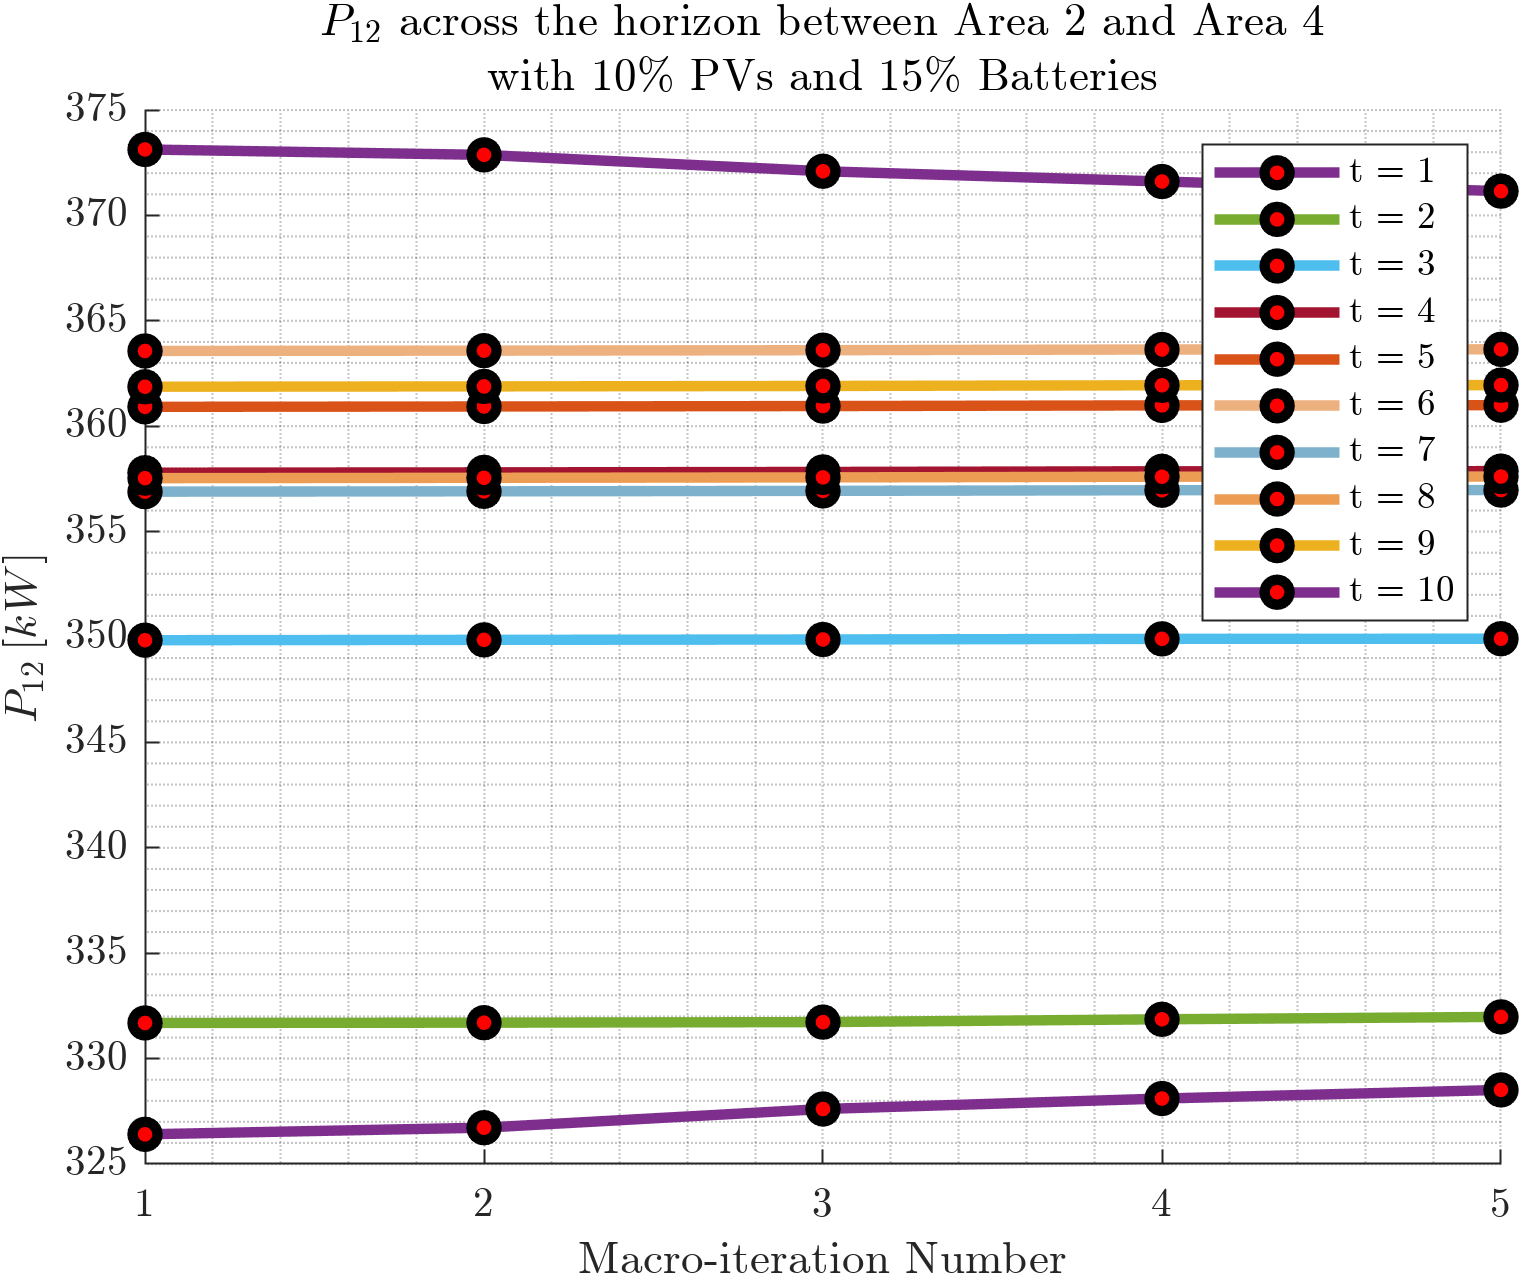 P₁₂ across the horizon between Area 2 and Area 4
with 10% PVs and 15% Batteries
375
370
365
360
355
350
345
340
335
330
325
P₁₂ [kW]
t = 1
t = 2
t = 3
t = 4
t = 5
t = 6
t = 7
t = 8
t = 9
t = 10
1 2 3 4 5
Macro-iteration Number